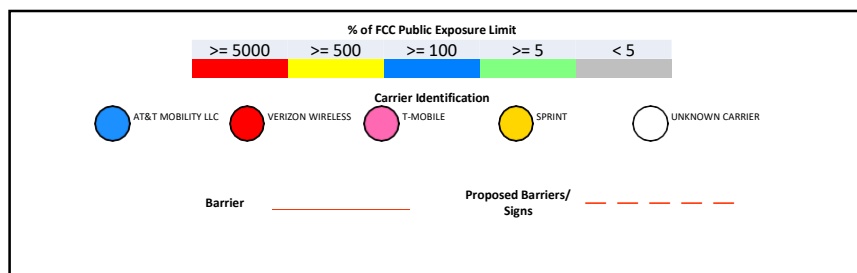 % of FCC Public Exposure Limit
>= 5000 >= 500 >= 100 >= 5 < 5
Carrier Identification
AT&T MOBILITY LLC VERIZON WIRELESS T-MOBILE SPRINT UNKNOWN CARRIER
Barrier Proposed Barriers/
Signs